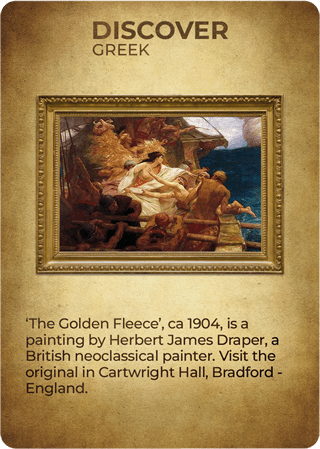 DISCOVER
GREEK
‘The Golden Fleece’, ca 1904, is a
painting by Herbert James Draper, a
British neoclassical painter. Visit the
original in Cartwright Hall, Bradford -
England.